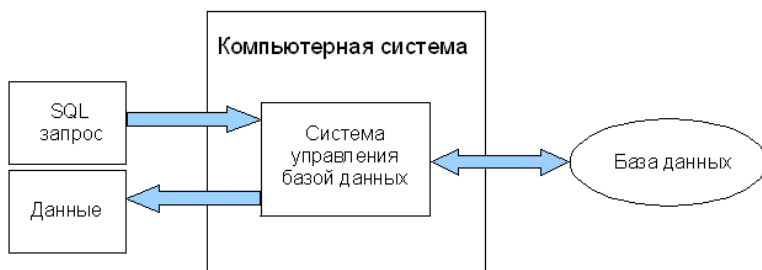 Компьютерная система
SQL
запрос
Система
управления
базой данных
База данных
Данные